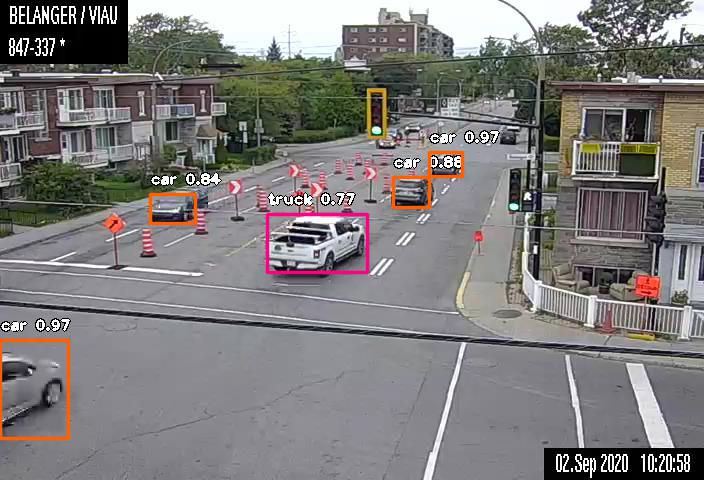 BELANGER / VIAU
847-337 *
car 0.97
car 0.88
car 0.84
truck 0.77
car 0.97
02.Sep 2020 10:20:58